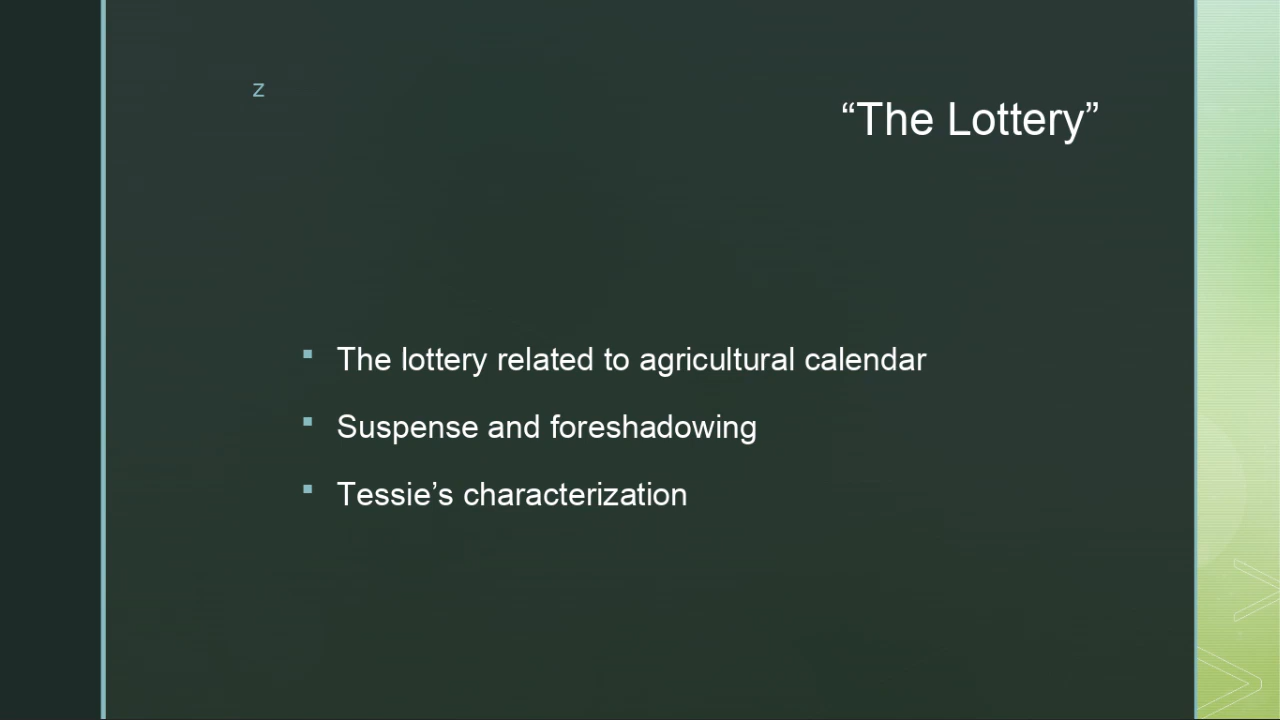 z
“The Lottery”
▪ The lottery related to agricultural calendar
▪ Suspense and foreshadowing
▪ Tessie’s characterization